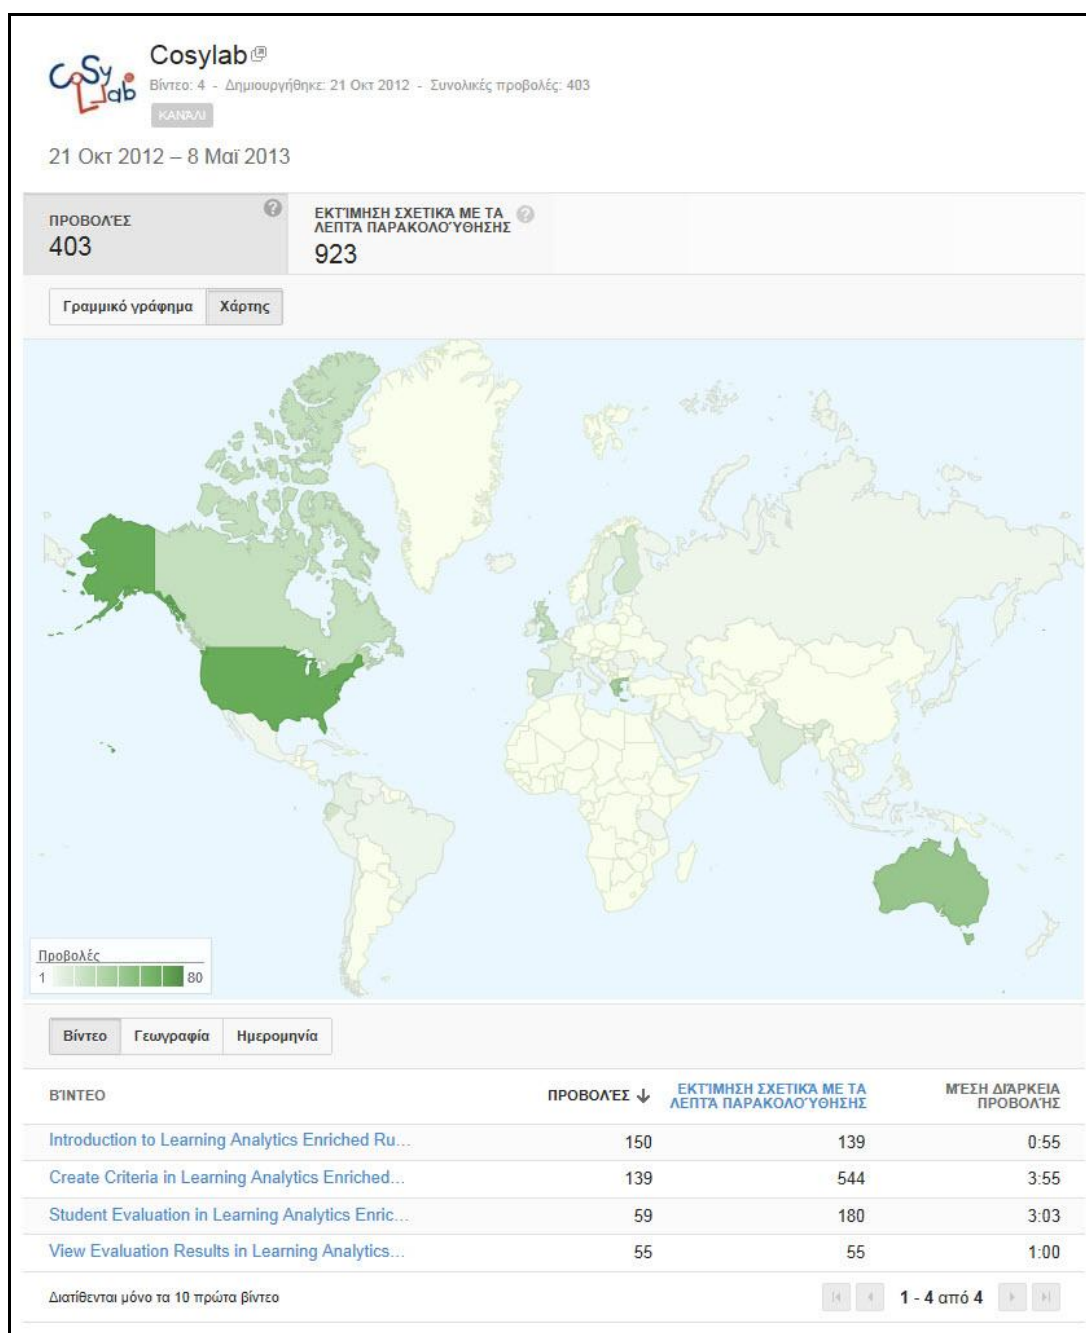 CoSy Lab
Cosylab
Βίντεο: 4 - Δημιουργήθηκε: 21 Οκτ 2012 - Συνολικές προβολές: 403
ΚΑΝΆΛΙ
21 Οκτ 2012 – 8 Μαϊ 2013
ΠΡΟΒΟΛΈΣ
403
ΕΚΤΊΜΗΣΗ ΣΧΕΤΙΚΆ ΜΕ ΤΑ
ΛΕΠΤΆ ΠΑΡΑΚΟΛΟΎΘΗΣΗΣ
923
Γραμμικό γράφημα Χάρτης
Προβολές
1 80
Βίντεο Γεωγραφία Ημερομηνία
ΒΊΝΤΕΟ ΠΡΟΒΟΛΈΣ ↓ ΕΚΤΊΜΗΣΗ ΣΧΕΤΙΚΆ ΜΕ ΤΑ ΛΕΠΤΆ ΠΑΡΑΚΟΛΟΎΘΗΣΗΣ ΜΈΣΗ ΔΙΆΡΚΕΙΑ ΠΡΟΒΟΛΉΣ
Introduction to Learning Analytics Enriched Ru... 150 139 0:55
Create Criteria in Learning Analytics Enriched... 139 544 3:55
Student Evaluation in Learning Analytics Enric... 59 180 3:03
View Evaluation Results in Learning Analytics... 55 55 1:00
Διατίθενται μόνο τα 10 πρώτα βίντεο 1 - 4 από 4